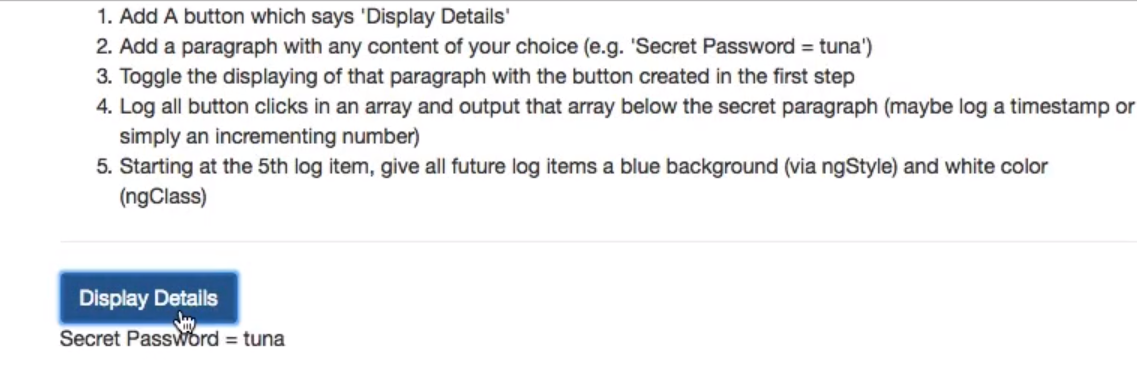 1. Add A button which says 'Display Details'
2. Add a paragraph with any content of your choice (e.g. 'Secret Password = tuna')
3. Toggle the displaying of that paragraph with the button created in the first step
4. Log all button clicks in an array and output that array below the secret paragraph (maybe log a timestamp or
simply an incrementing number)
5. Starting at the 5th log item, give all future log items a blue background (via ngStyle) and white color
(ngClass)
Display Details
Secret Password = tuna